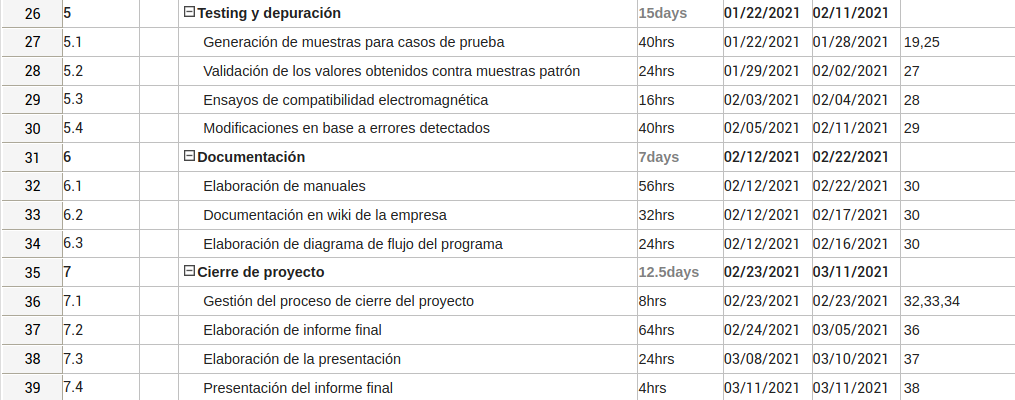 26 5 Testing y depuración 15days 01/22/2021 02/11/2021
27 5.1 Generación de muestras para casos de prueba 40hrs 01/22/2021 01/28/2021 19,25
28 5.2 Validación de los valores obtenidos contra muestras patrón 24hrs 01/29/2021 02/02/2021 27
29 5.3 Ensayos de compatibilidad electromagnética 16hrs 02/03/2021 02/04/2021 28
30 5.4 Modificaciones en base a errores detectados 40hrs 02/05/2021 02/11/2021 29
31 6 Documentación 7days 02/12/2021 02/22/2021
32 6.1 Elaboración de manuales 56hrs 02/12/2021 02/22/2021 30
33 6.2 Documentación en wiki de la empresa 32hrs 02/12/2021 02/17/2021 30
34 6.3 Elaboración de diagrama de flujo del programa 24hrs 02/12/2021 02/16/2021 30
35 7 Cierre de proyecto 12.5days 02/23/2021 03/11/2021
36 7.1 Gestión del proceso de cierre del proyecto 8hrs 02/23/2021 02/23/2021 32,33,34
37 7.2 Elaboración de informe final 64hrs 02/24/2021 03/05/2021 36
38 7.3 Elaboración de la presentación 24hrs 03/08/2021 03/10/2021 37
39 7.4 Presentación del informe final 4hrs 03/11/2021 03/11/2021 38